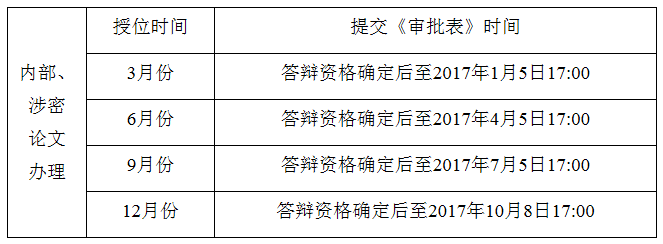 授位时间
提交《审批表》时间
内部、
涉密
论文
办理
3月份
答辩资格确定后至2017年1月5日17:00
6月份
答辩资格确定后至2017年4月5日17:00
9月份
答辩资格确定后至2017年7月5日17:00
12月份
答辩资格确定后至2017年10月8日17:00